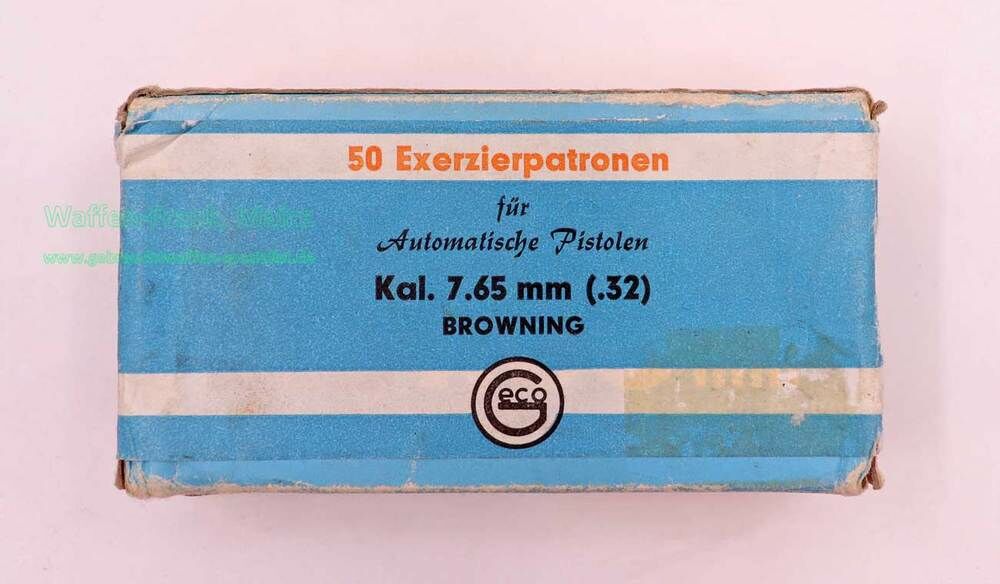 50 Exerzierpatronen
für
Automatische Pistolen
Kal. 7.65 mm (.32)
BROWNING
Geco